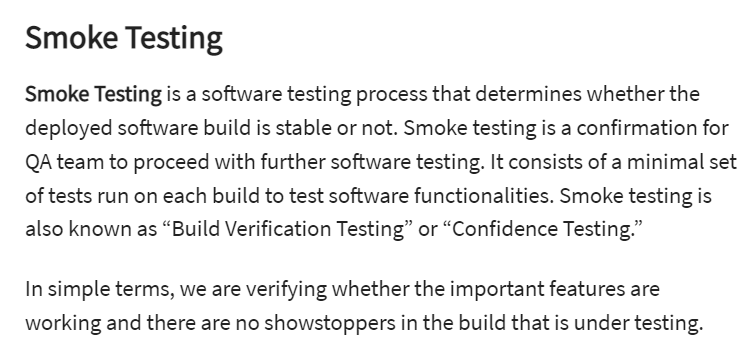 Smoke Testing
Smoke Testing is a software testing process that determines whether the
deployed software build is stable or not. Smoke testing is a confirmation for
QA team to proceed with further software testing. It consists of a minimal set
of tests run on each build to test software functionalities. Smoke testing is
also known as “Build Verification Testing” or “Confidence Testing.”
In simple terms, we are verifying whether the important features are
working and there are no showstoppers in the build that is under testing.